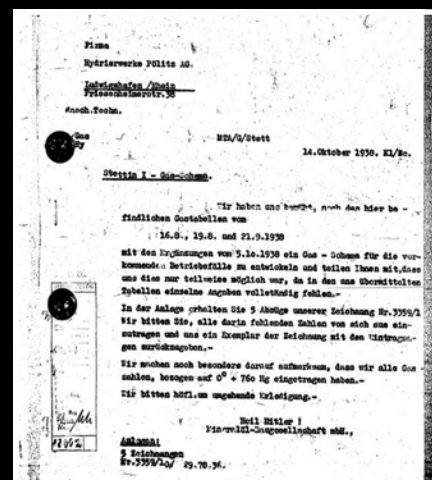 Firma
Hydrierwerke Pölitz AG.
Ludwigshafen /Rhein
Friesenheimerstr.38
Gas
MTA/G/Stett
14.Oktober 1938. Kl/No.
Stettin I - Gas-Schema.
Wir haben uns bemüht, nach den hier be -
findlichen Gastabellen vom
16.8., 19.8. und 21.9.1938
mit den Ergänzungen vom 5.10.1938 ein Gas - Schema für die vor-
kommenden Betriebsfälle zu entwickeln und teilen Ihnen mit,dass
uns dies nur teilweise möglich war, da in den uns übermittelten
Tabellen einzelne Angaben vollständig fehlen.-
In der Anlage erhalten Sie 5 Abzüge unserer Zeichnung Nr.3359/1
Wir bitten Sie, alle darin fehlenden Zahlen von sich aus ein-
zutragen und uns ein Exemplar der Zeichnung mit den Eintragun-
gen zurückzugeben.-
Wir machen noch besonders darauf aufmerksam, dass wir alle Gas -
zahlen, bezogen auf 0° + 760 Hg eingetragen haben.-
Wir bitten höfl.um umgehende Erledigung.-
Heil Hitler !
Mineralöl-Baugesellschaft mbH.,
Anlagen:
5 Zeichnungen
Nr.3359/10/